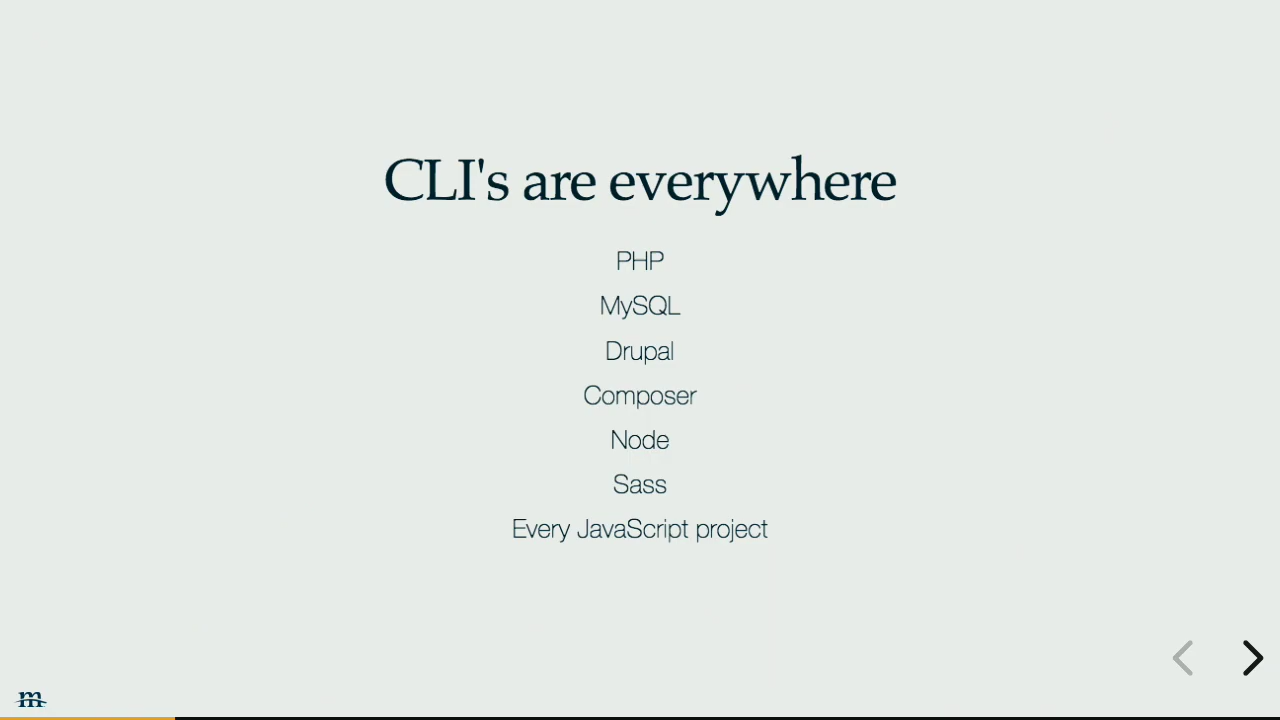 CLI's are everywhere
PHP
MySQL
Drupal
Composer
Node
Sass
Every JavaScript project
m